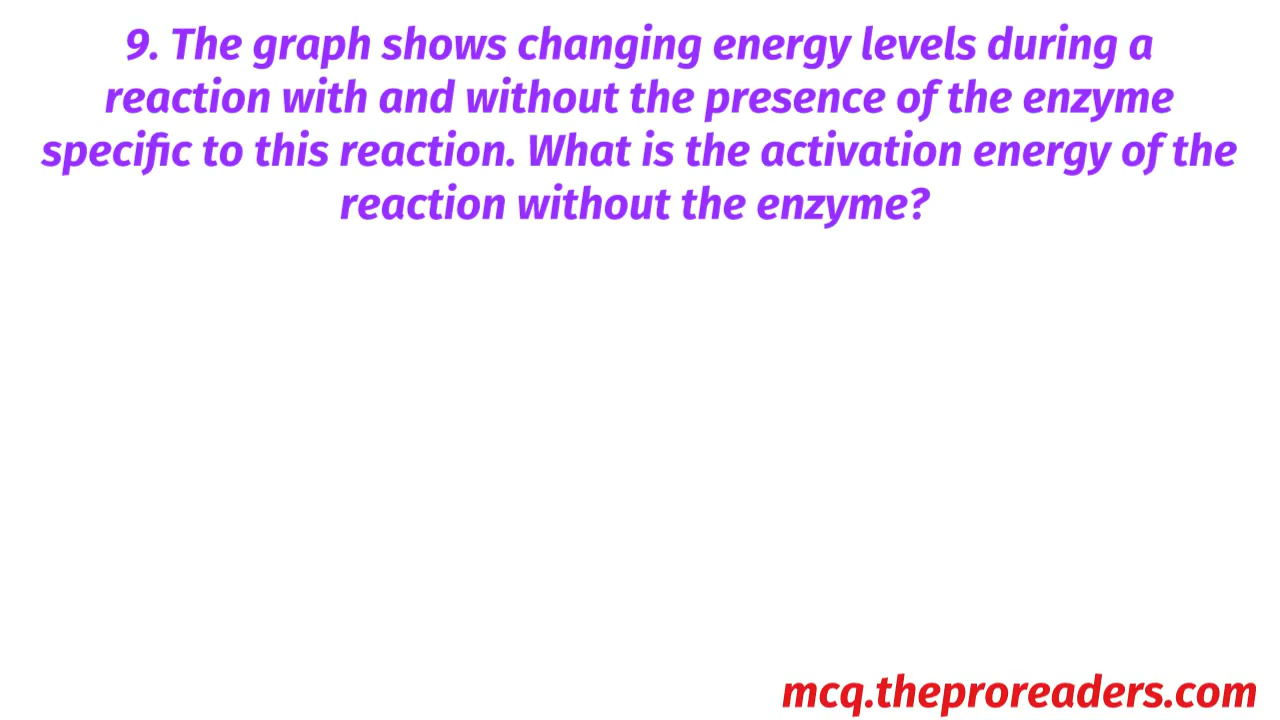 9. The graph shows changing energy levels during a
reaction with and without the presence of the enzyme
specific to this reaction. What is the activation energy of the
reaction without the enzyme?
mcq.theproreaders.com